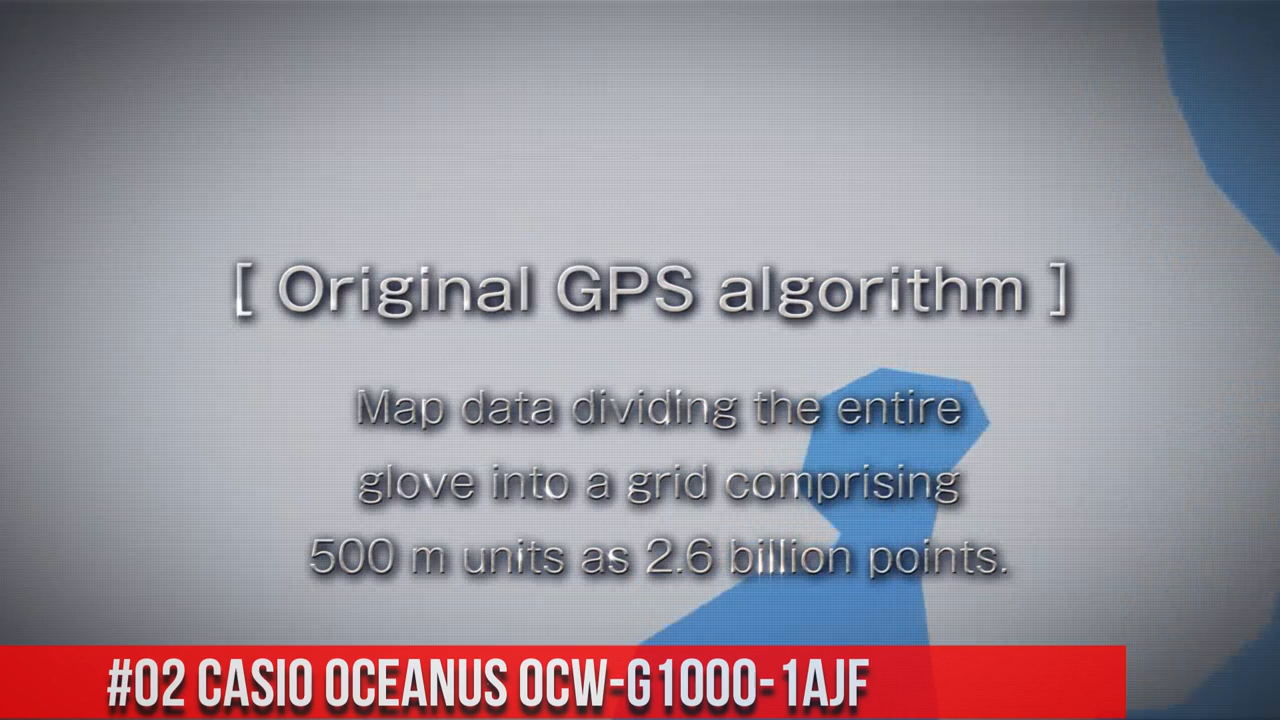 [ Original GPS algorithm ]
Map data dividing the entire
glove into a grid comprising
500 m units as 2.6 billion points.
#02 CASIO OCEANUS OCW-G1000-1AJF